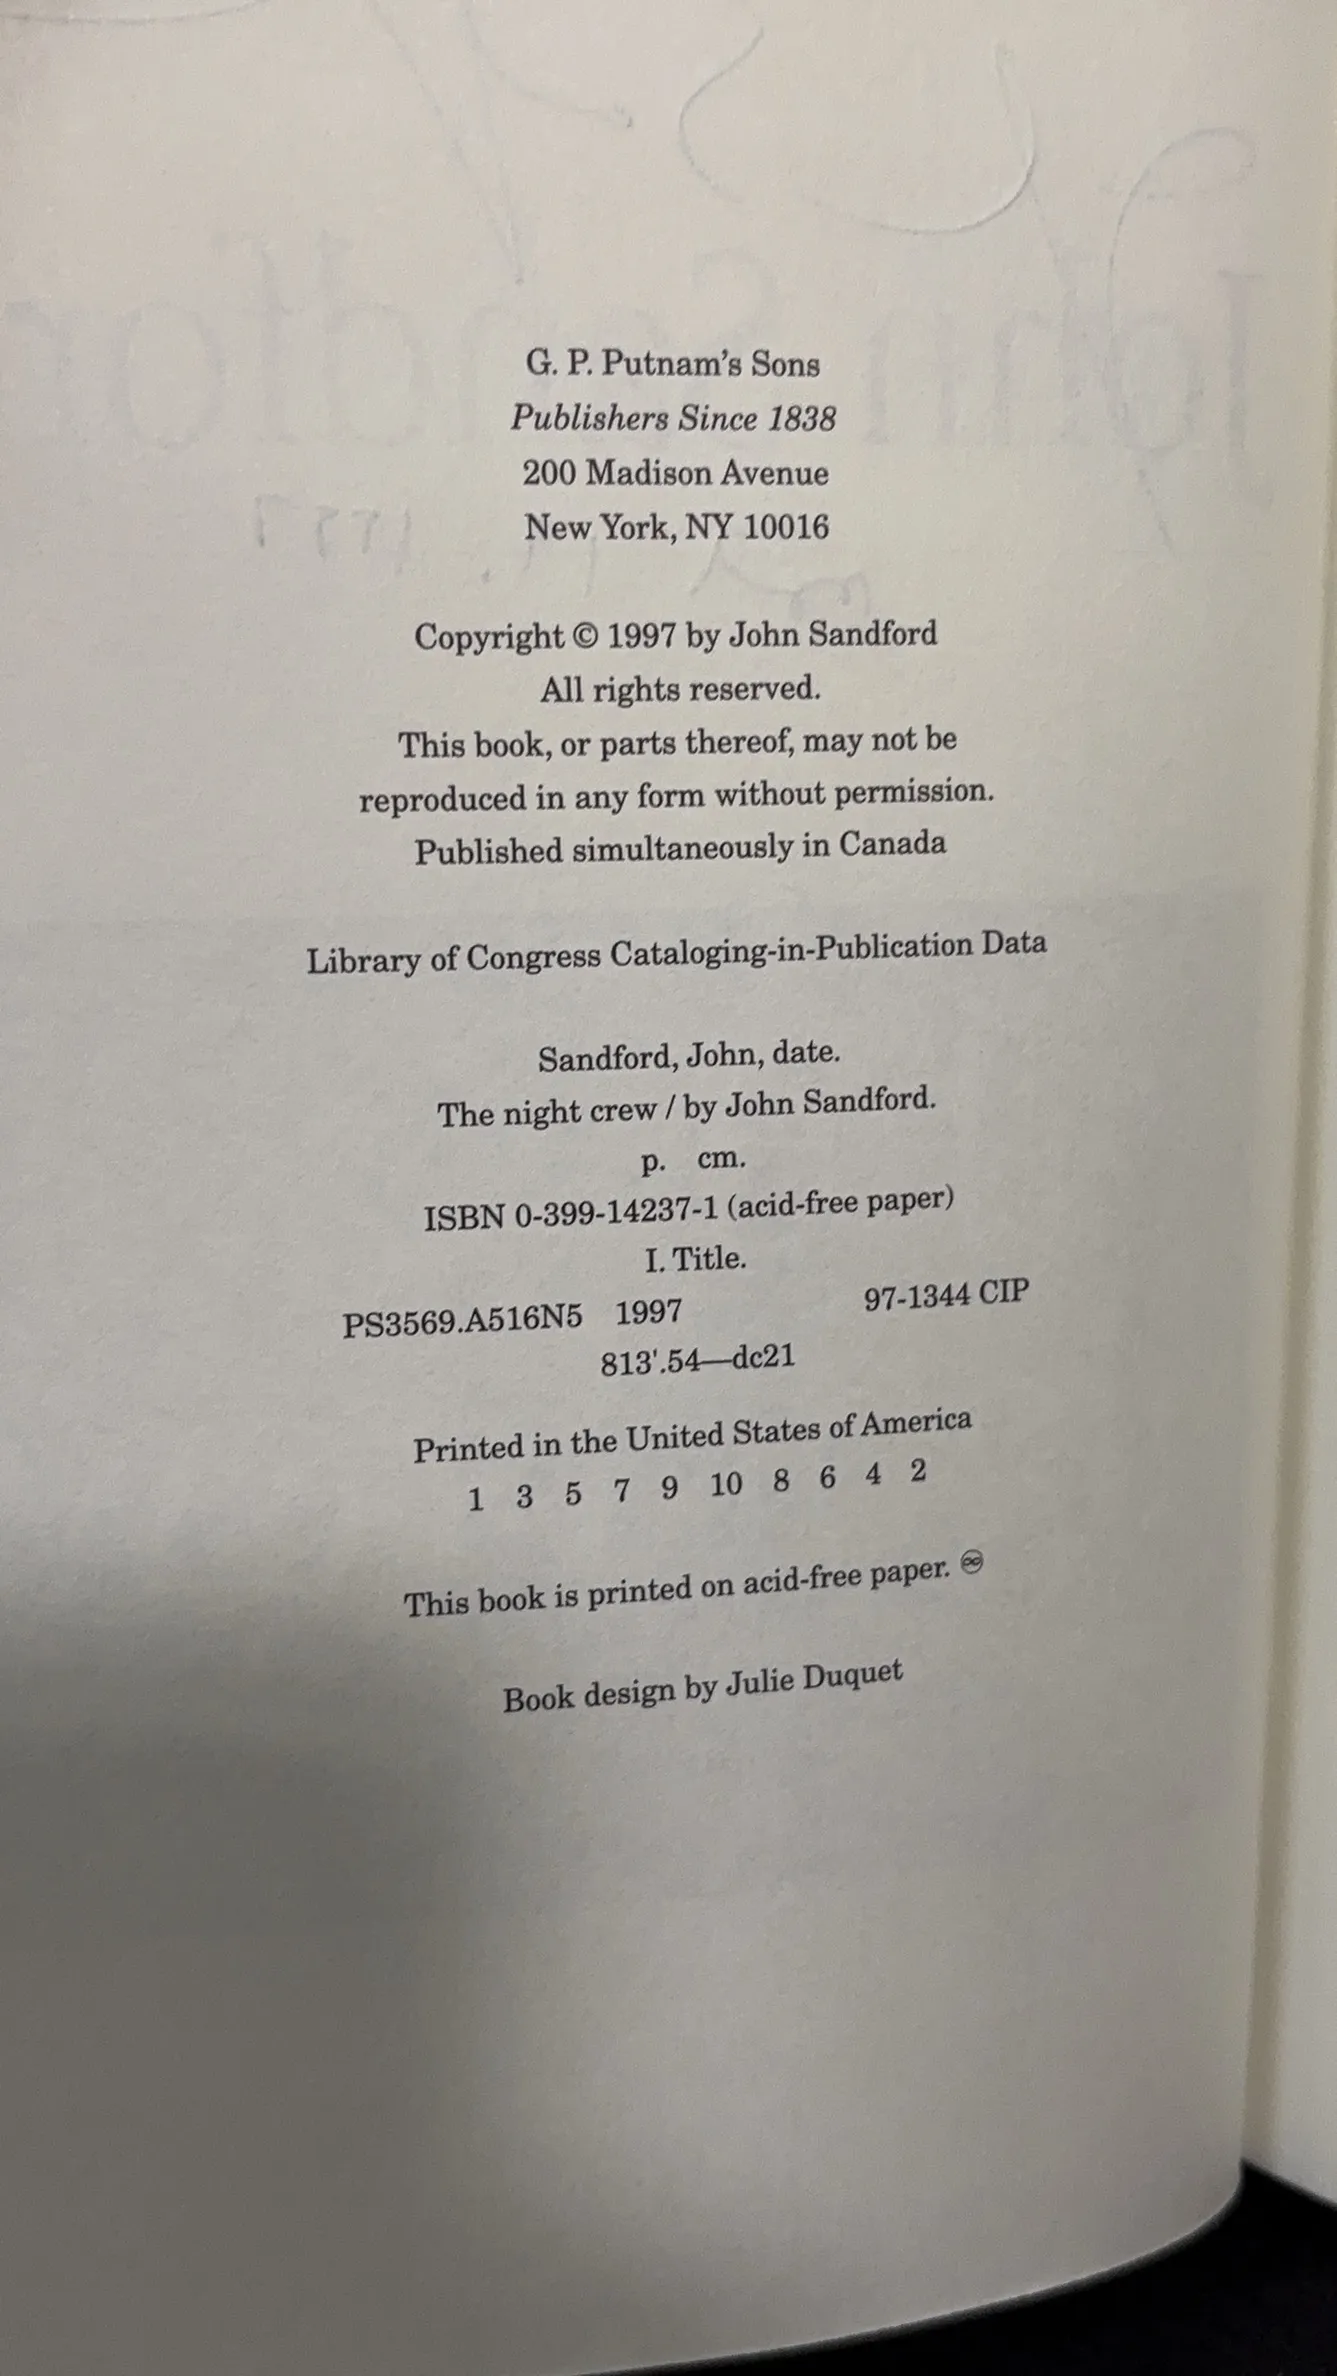 G. P. Putnam's Sons
Publishers Since 1838
200 Madison Avenue
New York, NY 10016
Copyright © 1997 by John Sandford
All rights reserved.
This book, or parts thereof, may not be
reproduced in any form without permission.
Published simultaneously in Canada
Library of Congress Cataloging-in-Publication Data
Sandford, John, date.
The night crew / by John Sandford.
p. cm.
ISBN 0-399-14237-1 (acid-free paper)
I. Title.
PS3569.A516N5 1997 97-1344 CIP
813'.54—dc21
Printed in the United States of America
1 3 5 7 9 10 8 6 4 2
This book is printed on acid-free paper. ♾
Book design by Julie Duquet